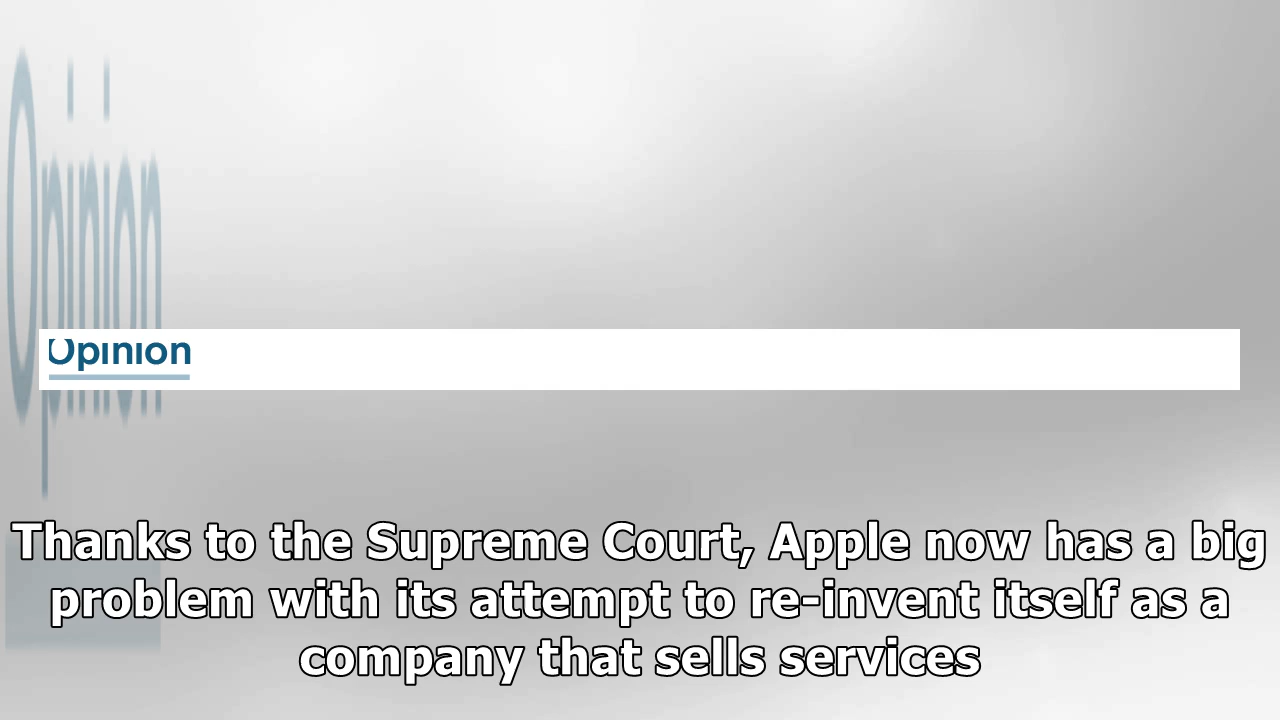 Opinion
Opinion
Thanks to the Supreme Court, Apple now has a big
problem with its attempt to re-invent itself as a
company that sells services